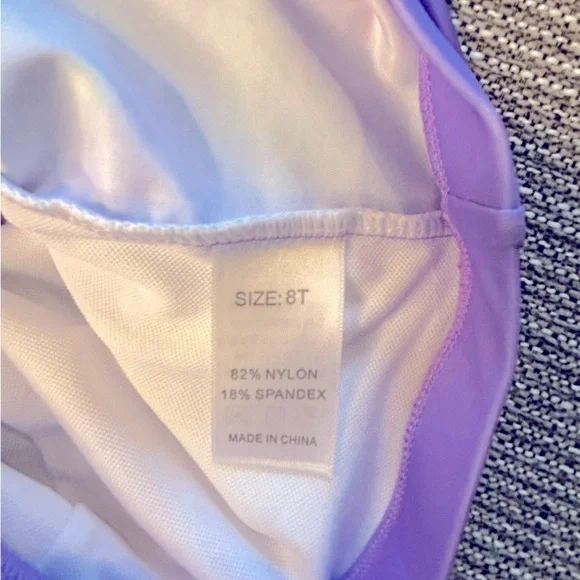 SIZE: 8T
82% NYLON
18% SPANDEX
MADE IN CHINA